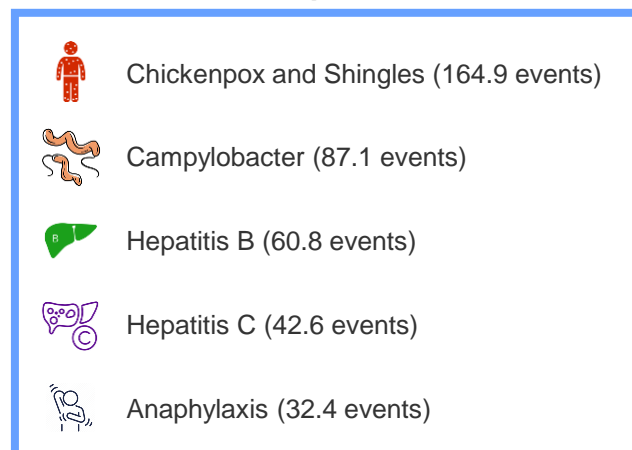 Chickenpox and Shingles (164.9 events)
Campylobacter (87.1 events)
B
Hepatitis B (60.8 events)
C
Hepatitis C (42.6 events)
Anaphylaxis (32.4 events)